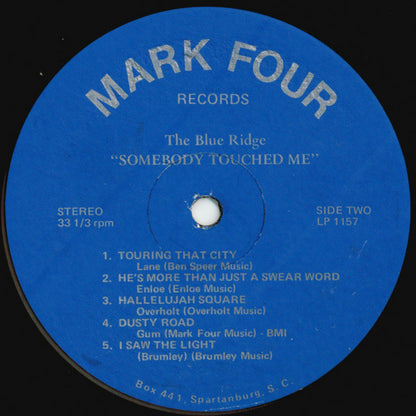 MARK FOUR
RECORDS
The Blue Ridge
"SOMEBODY TOUCHED ME"
STEREO
33 1/3 rpm
SIDE TWO
LP 1157
1. TOURING THAT CITY
Lane (Ben Speer Music)
2. HE'S MORE THAN JUST A SWEAR WORD
Enloe (Enloe Music)
3. HALLELUJAH SQUARE
Overholt (Overholt Music)
4. DUSTY ROAD
Gum (Mark Four Music) - BMI
5. I SAW THE LIGHT
(Brumley) (Brumley Music)
Box 441, Spartanburg, S. C.